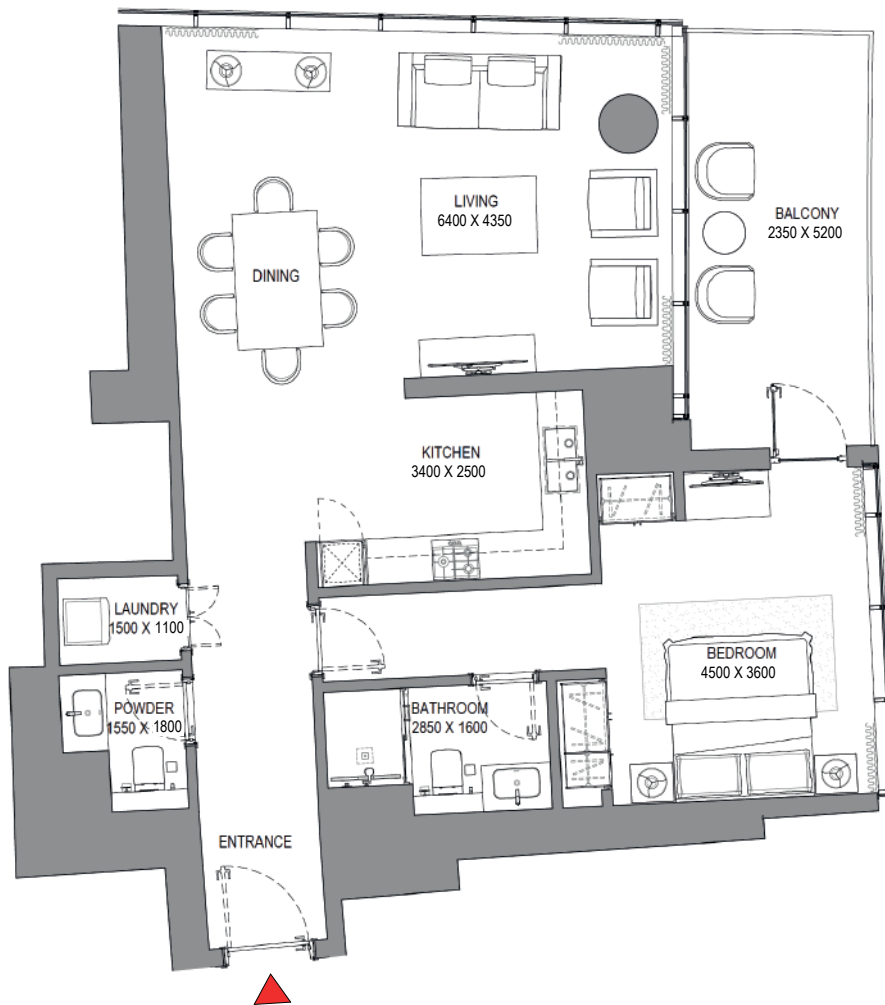 LIVING
6400 X 4350
BALCONY
2350 X 5200
DINING
KITCHEN
3400 X 2500
LAUNDRY
1500 X 1100
BEDROOM
4500 X 3600
POWDER
1550 X 1800
BATHROOM
2850 X 1600
ENTRANCE